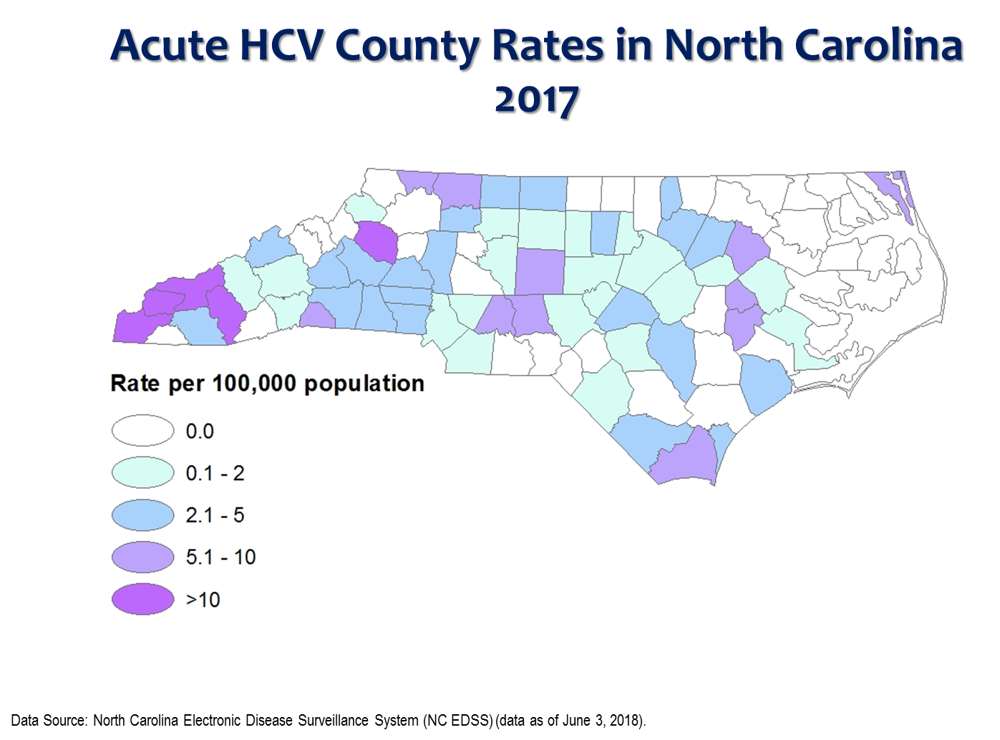 Acute HCV County Rates in North Carolina
2017
Rate per 100,000 population
0.0
0.1 - 2
2.1 - 5
5.1 - 10
>10
Data Source: North Carolina Electronic Disease Surveillance System (NC EDSS) (data as of June 3, 2018).